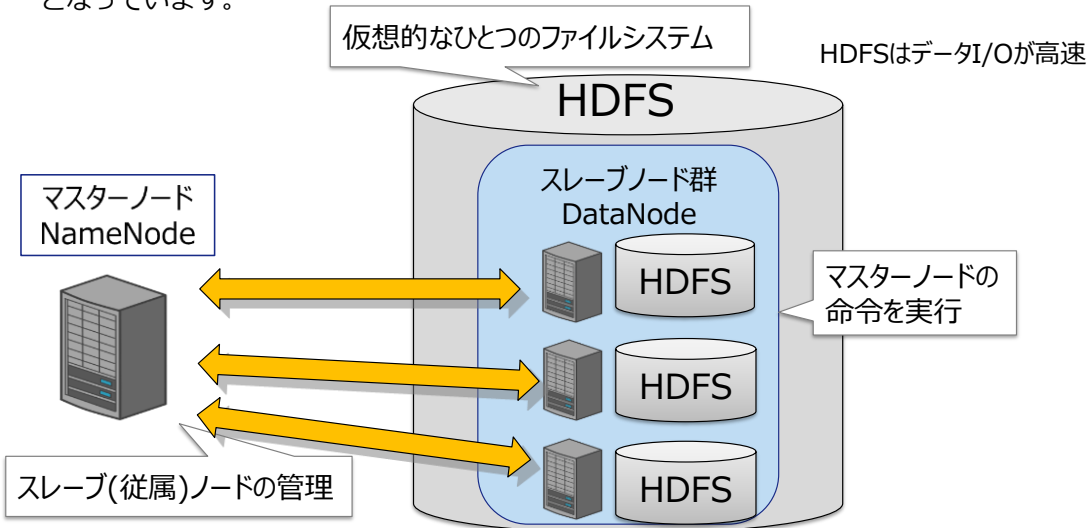 となっています。
仮想的なひとつのファイルシステム
HDFSはデータI/Oが高速
HDFS
スレーブノード群
DataNode
マスターノード
NameNode
HDFS
マスターノードの
命令を実行
HDFS
スレーブ(従属)ノードの管理
HDFS